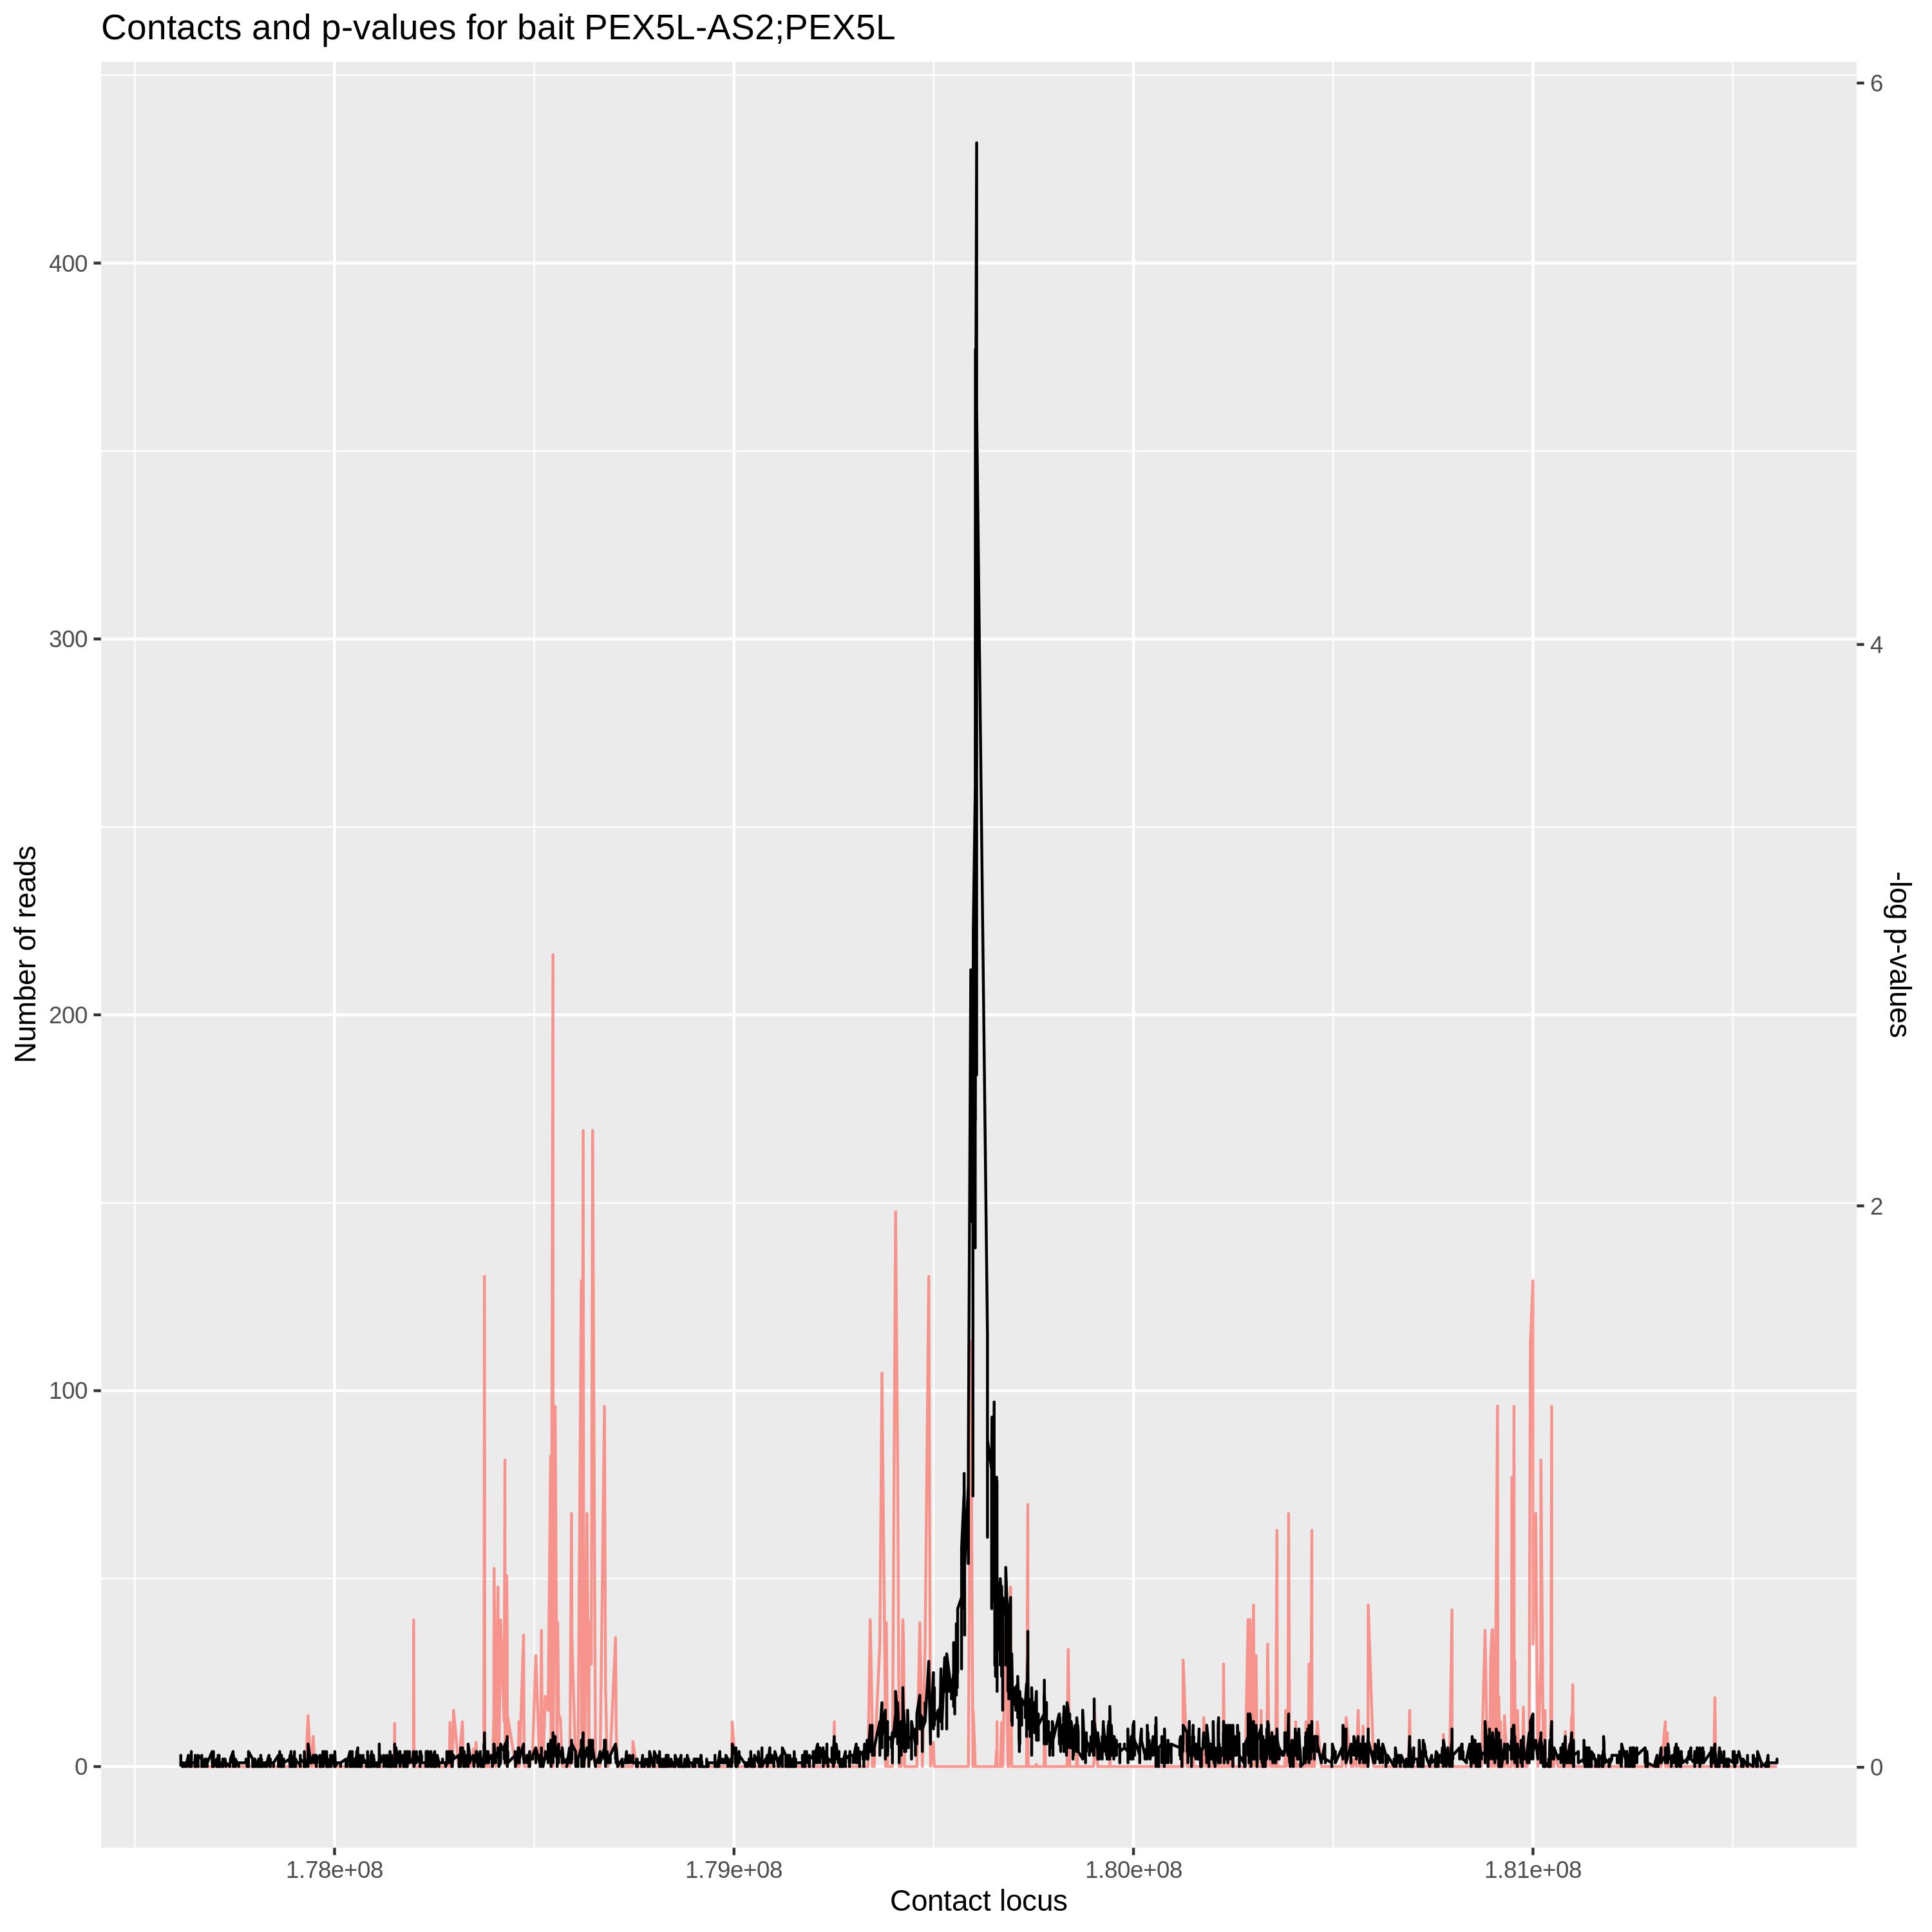 Contacts and p-values for bait PEX5L-AS2;PEX5L
6
400
4
300
Number of reads
-log p-values
200
2
100
0
0
1.78e+08
1.79e+08
1.80e+08
1.81e+08
Contact locus